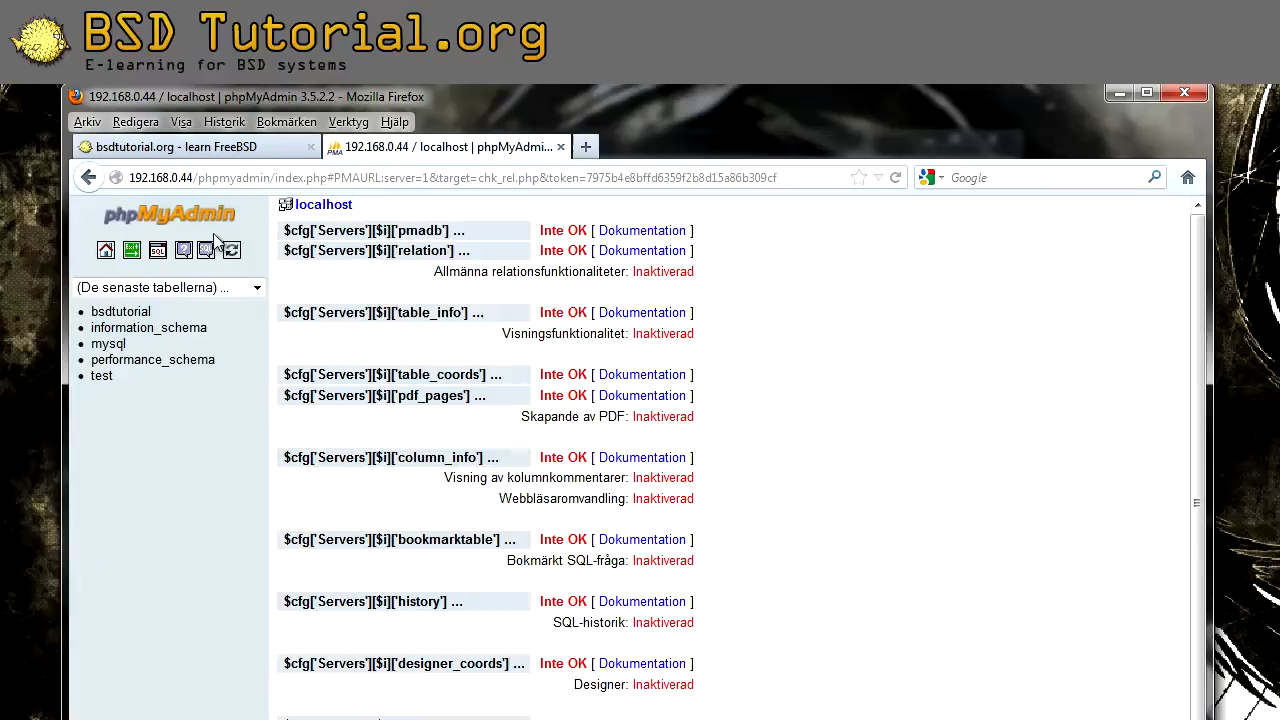 BSD Tutorial.org
E-learning for BSD systems
192.168.0.44 / localhost | phpMyAdmin 3.5.2.2 - Mozilla Firefox
Arkiv Redigera Visa Historik Bokmärken Verktyg Hjälp
bsdtutorial.org - learn FreeBSD
192.168.0.44 / localhost | phpMyAdmi...
192.168.0.44/phpmyadmin/index.php#PMAURL:server=1&target=chk_rel.php&token=7975b4e8bffd6359f2b8d15a86b309cf
Google
phpMyAdmin
Exit SQL
(De senaste tabellerna) ...
bsdtutorial
information_schema
mysql
performance_schema
test
localhost
$cfg['Servers'][$i]['pmadb'] ... Inte OK [ Dokumentation ]
$cfg['Servers'][$i]['relation'] ... Inte OK [ Dokumentation ]
Allmänna relationsfunktionaliteter: Inaktiverad
$cfg['Servers'][$i]['table_info'] ... Inte OK [ Dokumentation ]
Visningsfunktionalitet: Inaktiverad
$cfg['Servers'][$i]['table_coords'] ... Inte OK [ Dokumentation ]
$cfg['Servers'][$i]['pdf_pages'] ... Inte OK [ Dokumentation ]
Skapande av PDF: Inaktiverad
$cfg['Servers'][$i]['column_info'] ... Inte OK [ Dokumentation ]
Visning av kolumnkommentarer: Inaktiverad
Webbläsaromvandling: Inaktiverad
$cfg['Servers'][$i]['bookmarktable'] ... Inte OK [ Dokumentation ]
Bokmärkt SQL-fråga: Inaktiverad
$cfg['Servers'][$i]['history'] ... Inte OK [ Dokumentation ]
SQL-historik: Inaktiverad
$cfg['Servers'][$i]['designer_coords'] ... Inte OK [ Dokumentation ]
Designer: Inaktiverad